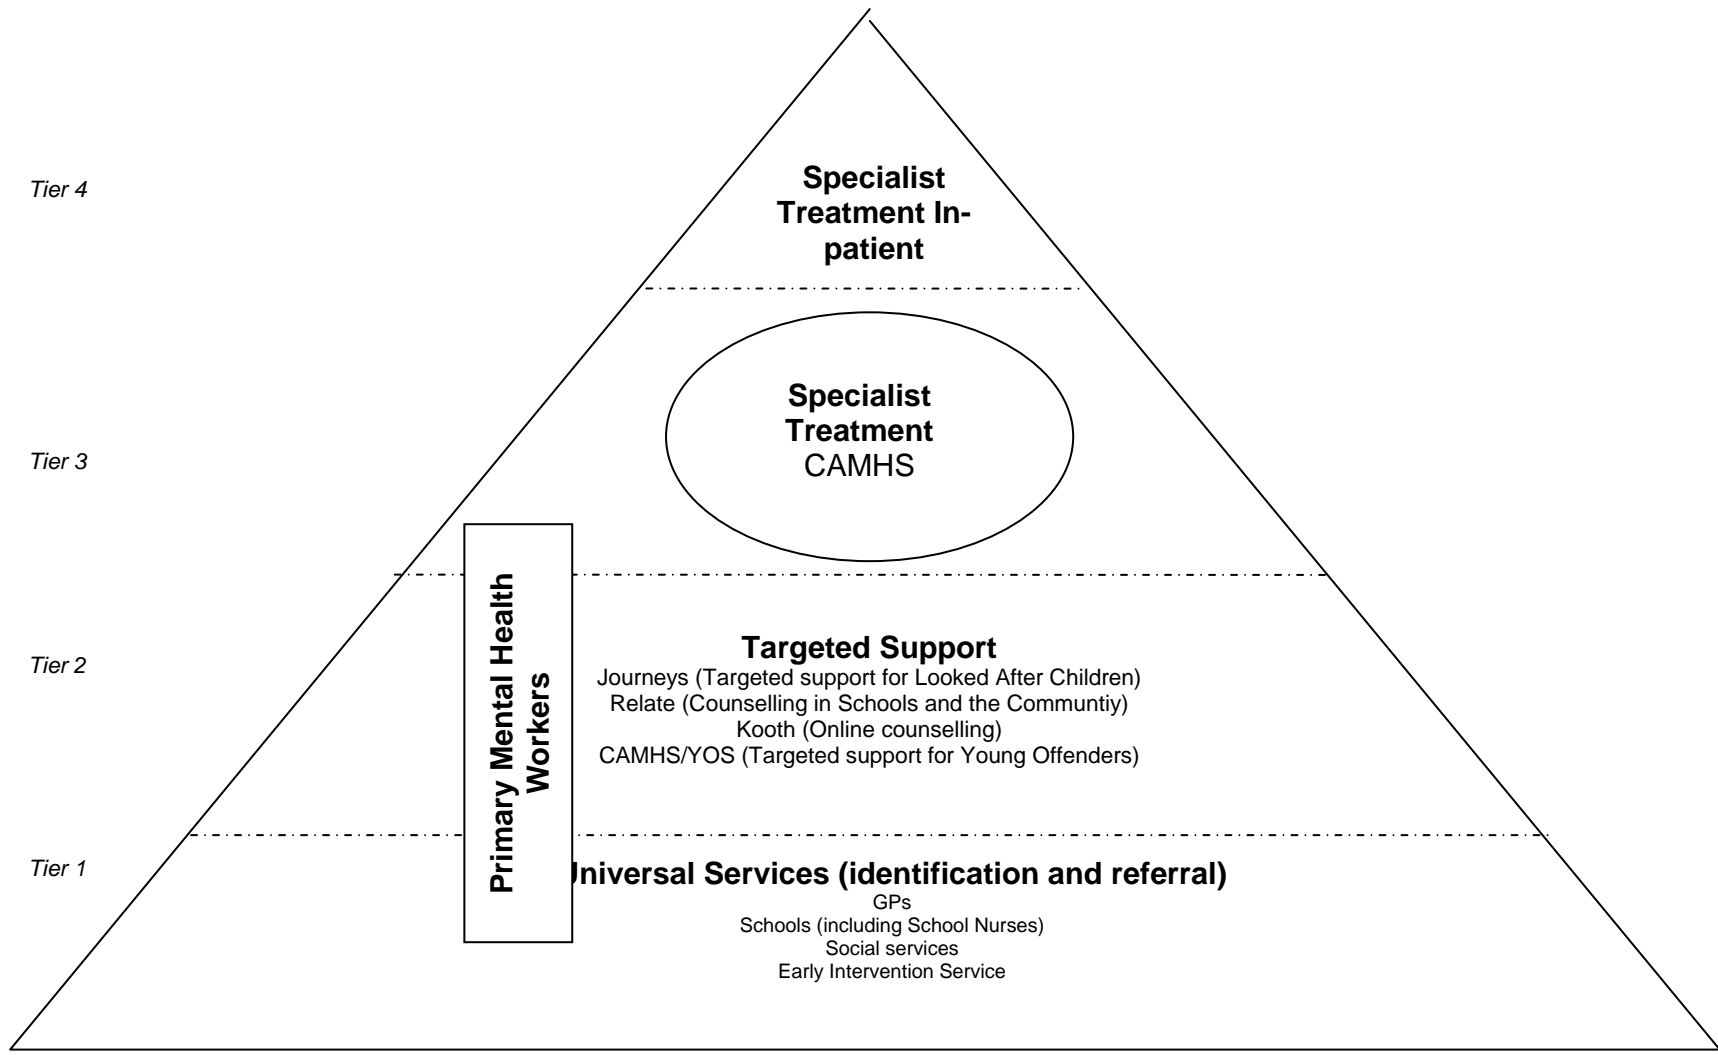 Tier 4
Specialist
Treatment In-
patient
Tier 3
Specialist
Treatment
CAMHS
Primary Mental Health
Workers
Tier 2
Targeted Support
Journeys (Targeted support for Looked After Children)
Relate (Counselling in Schools and the Communtiy)
Kooth (Online counselling)
CAMHS/YOS (Targeted support for Young Offenders)
Tier 1
Universal Services (identification and referral)
GPs
Schools (including School Nurses)
Social services
Early Intervention Service